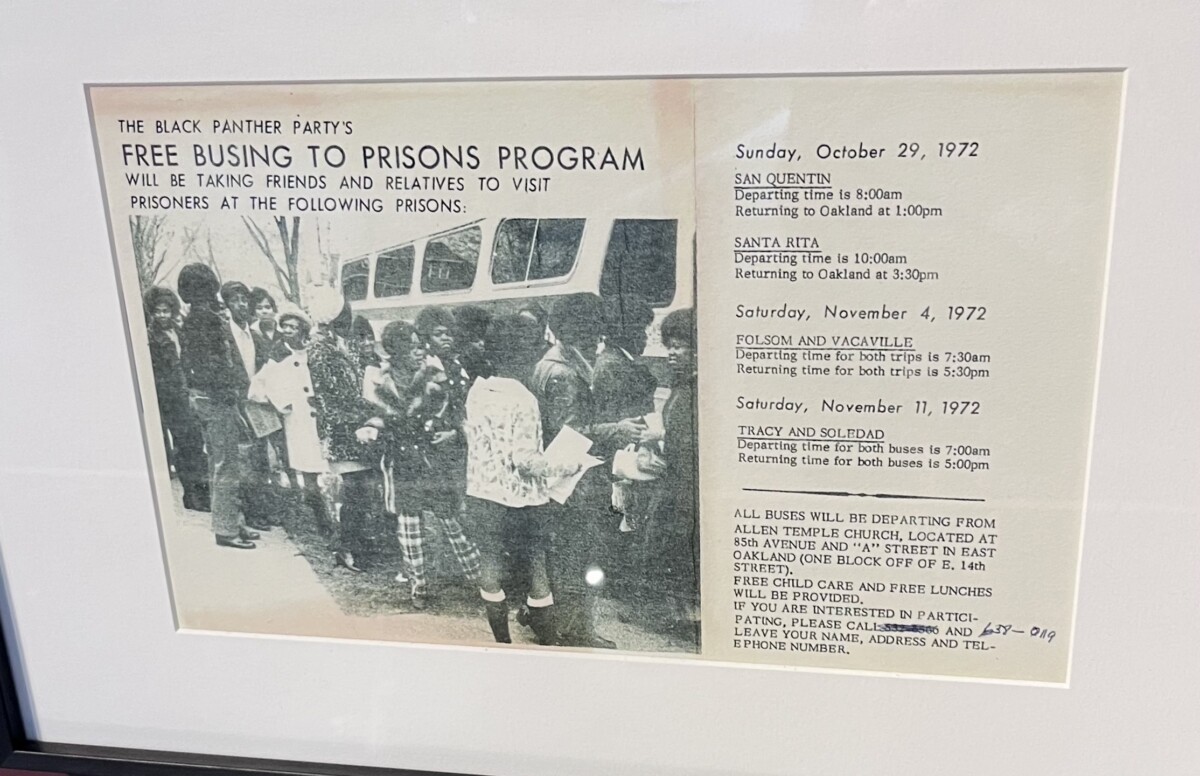 THE BLACK PANTHER PARTY'S
FREE BUSING TO PRISONS PROGRAM
WILL BE TAKING FRIENDS AND RELATIVES TO VISIT
PRISONERS AT THE FOLLOWING PRISONS:
Sunday, October 29, 1972
SAN QUENTIN
Departing time is 8:00am
Returning to Oakland at 1:00pm
SANTA RITA
Departing time is 10:00am
Returning to Oakland at 3:30pm
Saturday, November 4, 1972
FOLSOM AND VACAVILLE
Departing time for both trips is 7:30am
Returning time for both trips is 5:30pm
Saturday, November 11, 1972
TRACY AND SOLEDAD
Departing time for both buses is 7:00am
Returning time for both buses is 5:00pm
ALL BUSES WILL BE DEPARTING FROM
ALLEN TEMPLE CHURCH, LOCATED AT
85th AVENUE AND "A" STREET IN EAST
OAKLAND (ONE BLOCK OFF OF E. 14th
STREET).
FREE CHILD CARE AND FREE LUNCHES
WILL BE PROVIDED.
IF YOU ARE INTERESTED IN PARTICI-
PATING, PLEASE CALL AND
LEAVE YOUR NAME, ADDRESS AND TEL-
EPHONE NUMBER.